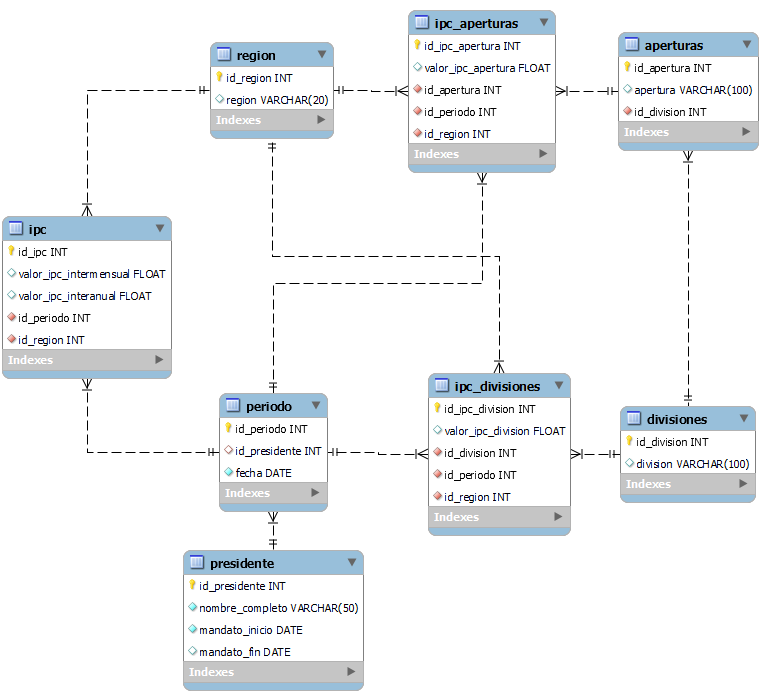 region
id_region INT
region VARCHAR(20)
Indexes
ipc_aperturas
id_ipc_apertura INT
valor_ipc_apertura FLOAT
id_apertura INT
id_periodo INT
id_region INT
Indexes
aperturas
id_apertura INT
apertura VARCHAR(100)
id_division INT
Indexes
ipc
id_ipc INT
valor_ipc_intermensual FLOAT
valor_ipc_interanual FLOAT
id_periodo INT
id_region INT
Indexes
periodo
id_periodo INT
id_presidente INT
fecha DATE
Indexes
ipc_divisiones
id_ipc_division INT
valor_ipc_division FLOAT
id_division INT
id_periodo INT
id_region INT
Indexes
divisiones
id_division INT
division VARCHAR(100)
Indexes
presidente
id_presidente INT
nombre_completo VARCHAR(50)
mandato_inicio DATE
mandato_fin DATE
Indexes